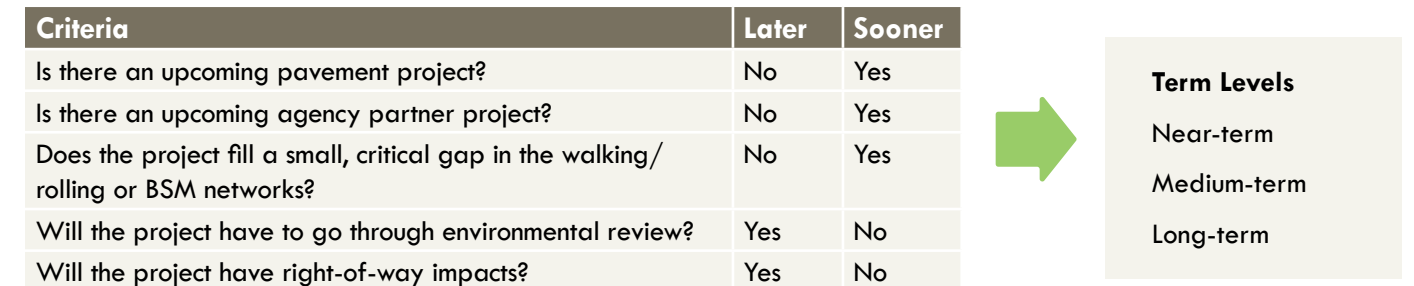 Criteria Later Sooner
Is there an upcoming pavement project? No Yes
Is there an upcoming agency partner project? No Yes
Does the project fill a small, critical gap in the walking/ No Yes
rolling or BSM networks?
Will the project have to go through environmental review? Yes No
Will the project have right-of-way impacts? Yes No
Term Levels
Near-term
Medium-term
Long-term